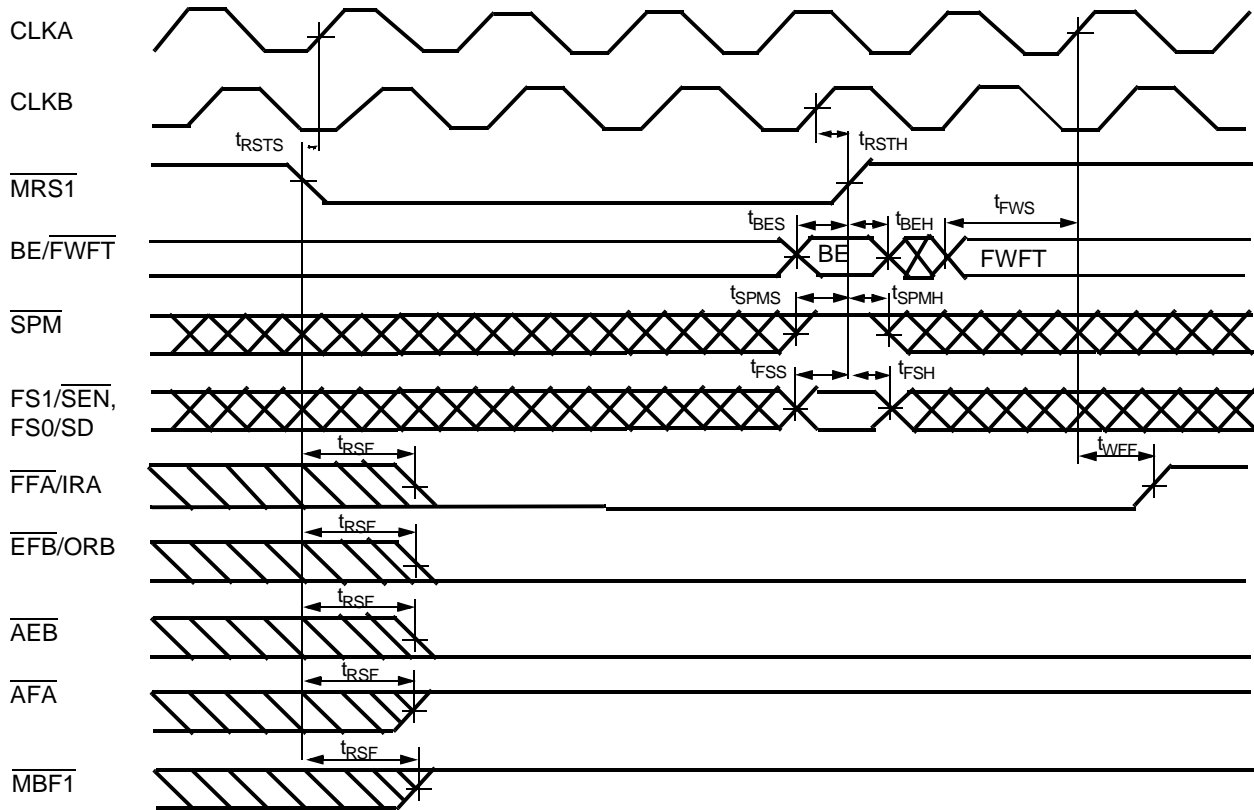 CLKA
CLKB
tRSTS
tRSTH
MRS1
tBES
tBEH
tFWS
BE/FWFT
BE
FWFT
tSPMS
tSPMH
SPM
tFSS
tFSH
FS1/SEN,
FS0/SD
tRSF
tWFF
FFA/IRA
tRSF
EFB/ORB
tRSF
AEB
tRSF
AFA
tRSF
MBF1